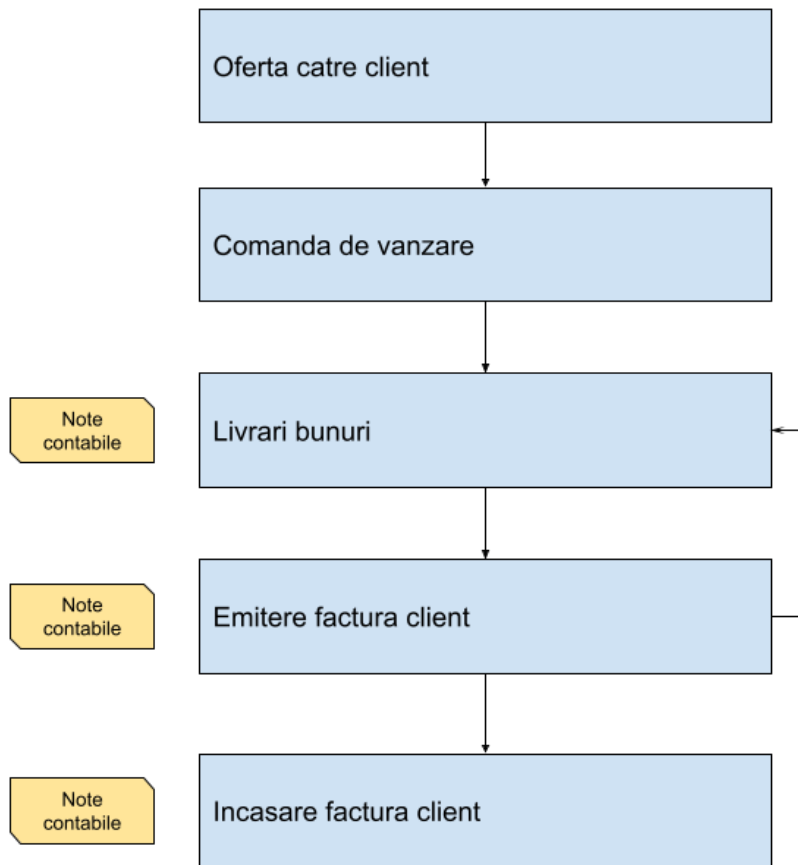 Oferta catre client
Comanda de vanzare
Note
contabile
Livrari bunuri
Note
contabile
Emitere factura client
Note
contabile
Incasare factura client